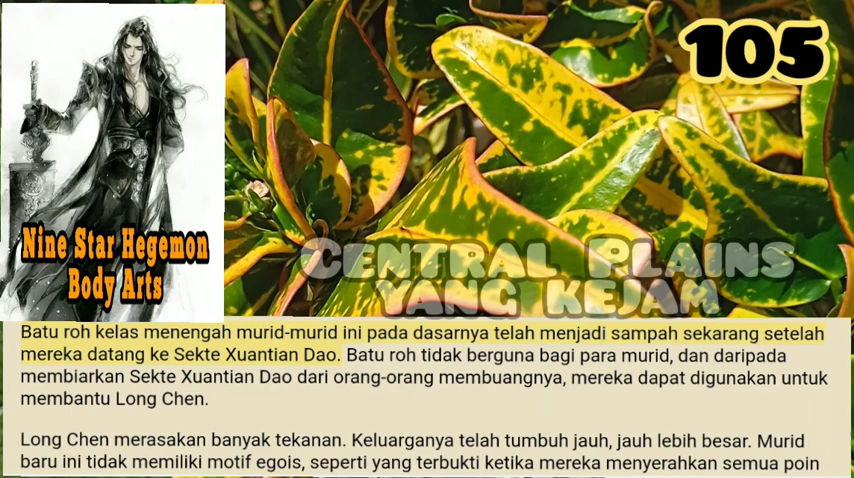 105
Nine Star Hegemon
Body Arts
Central Plains
Yang Kejam
Batu roh kelas menengah murid-murid ini pada dasarnya telah menjadi sampah sekarang setelah
mereka datang ke Sekte Xuantian Dao. Batu roh tidak berguna bagi para murid, dan daripada
membiarkan Sekte Xuantian Dao dari orang-orang membuangnya, mereka dapat digunakan untuk
membantu Long Chen.
Long Chen merasakan banyak tekanan. Keluarganya telah tumbuh jauh, jauh lebih besar. Murid
baru ini tidak memiliki motif egois, seperti yang terbukti ketika mereka menyerahkan semua poin